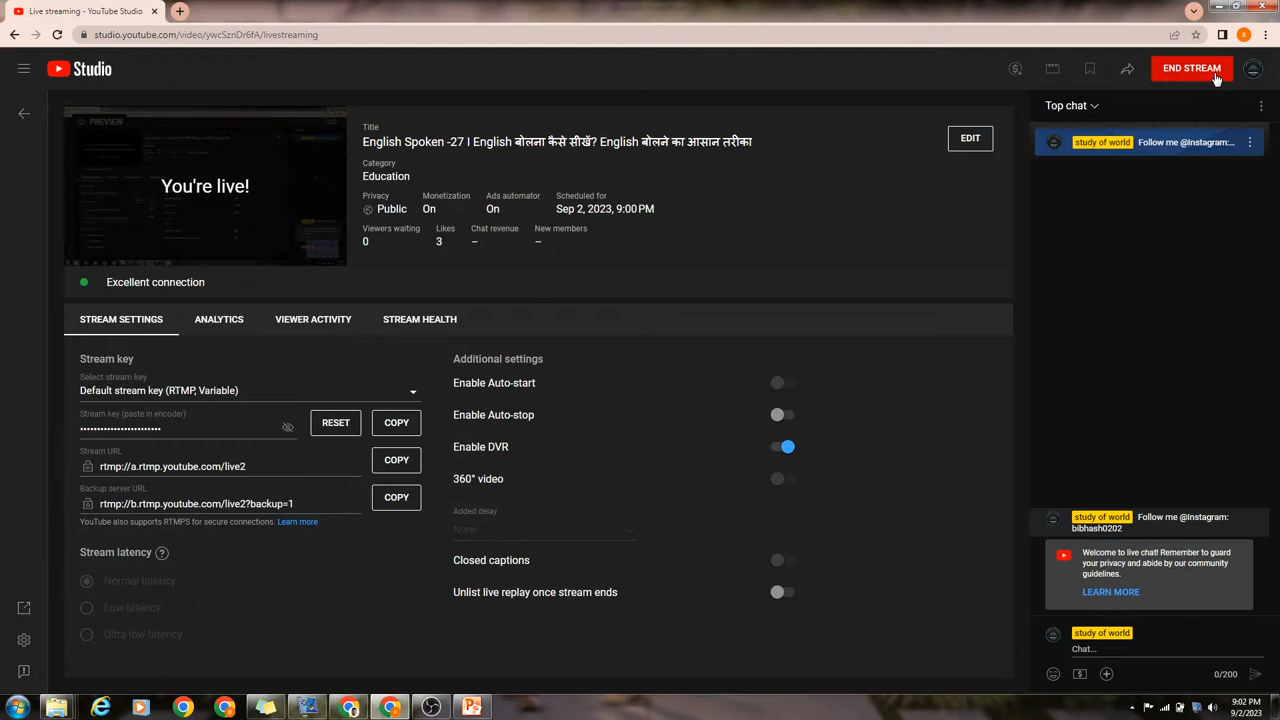 Live streaming - YouTube Studio
studio.youtube.com/video/ywcSznDr6fA/livestreaming
Studio
END STREAM
PREVIEW
You're live!
Title
English Spoken -27 I English बोलना कैसे सीखें? English बोलने का आसान तरीका
EDIT
Category
Education
Privacy
Monetization
Ads automator
Scheduled for
Public
On
On
Sep 2, 2023, 9:00 PM
Viewers waiting
Likes
Chat revenue
New members
0
3
–
–
Excellent connection
STREAM SETTINGS
ANALYTICS
VIEWER ACTIVITY
STREAM HEALTH
Stream key
Select stream key
Default stream key (RTMP, Variable)
Stream key (paste in encoder)
••••••••••••••••••••••••
RESET
COPY
Stream URL
rtmp://a.rtmp.youtube.com/live2
COPY
Backup server URL
rtmp://b.rtmp.youtube.com/live2?backup=1
COPY
YouTube also supports RTMPS for secure connections. Learn more
Stream latency
Normal latency
Low-latency
Ultra low-latency
Additional settings
Enable Auto-start
Enable Auto-stop
Enable DVR
360° video
Added delay
None
Closed captions
Unlist live replay once stream ends
Top chat
study of world Follow me @Instagram:...
study of world Follow me @Instagram:
bibhash0202
Welcome to live chat! Remember to guard
your privacy and abide by our community
guidelines.
LEARN MORE
study of world
Chat...
0/200
9:02 PM
9/2/2023